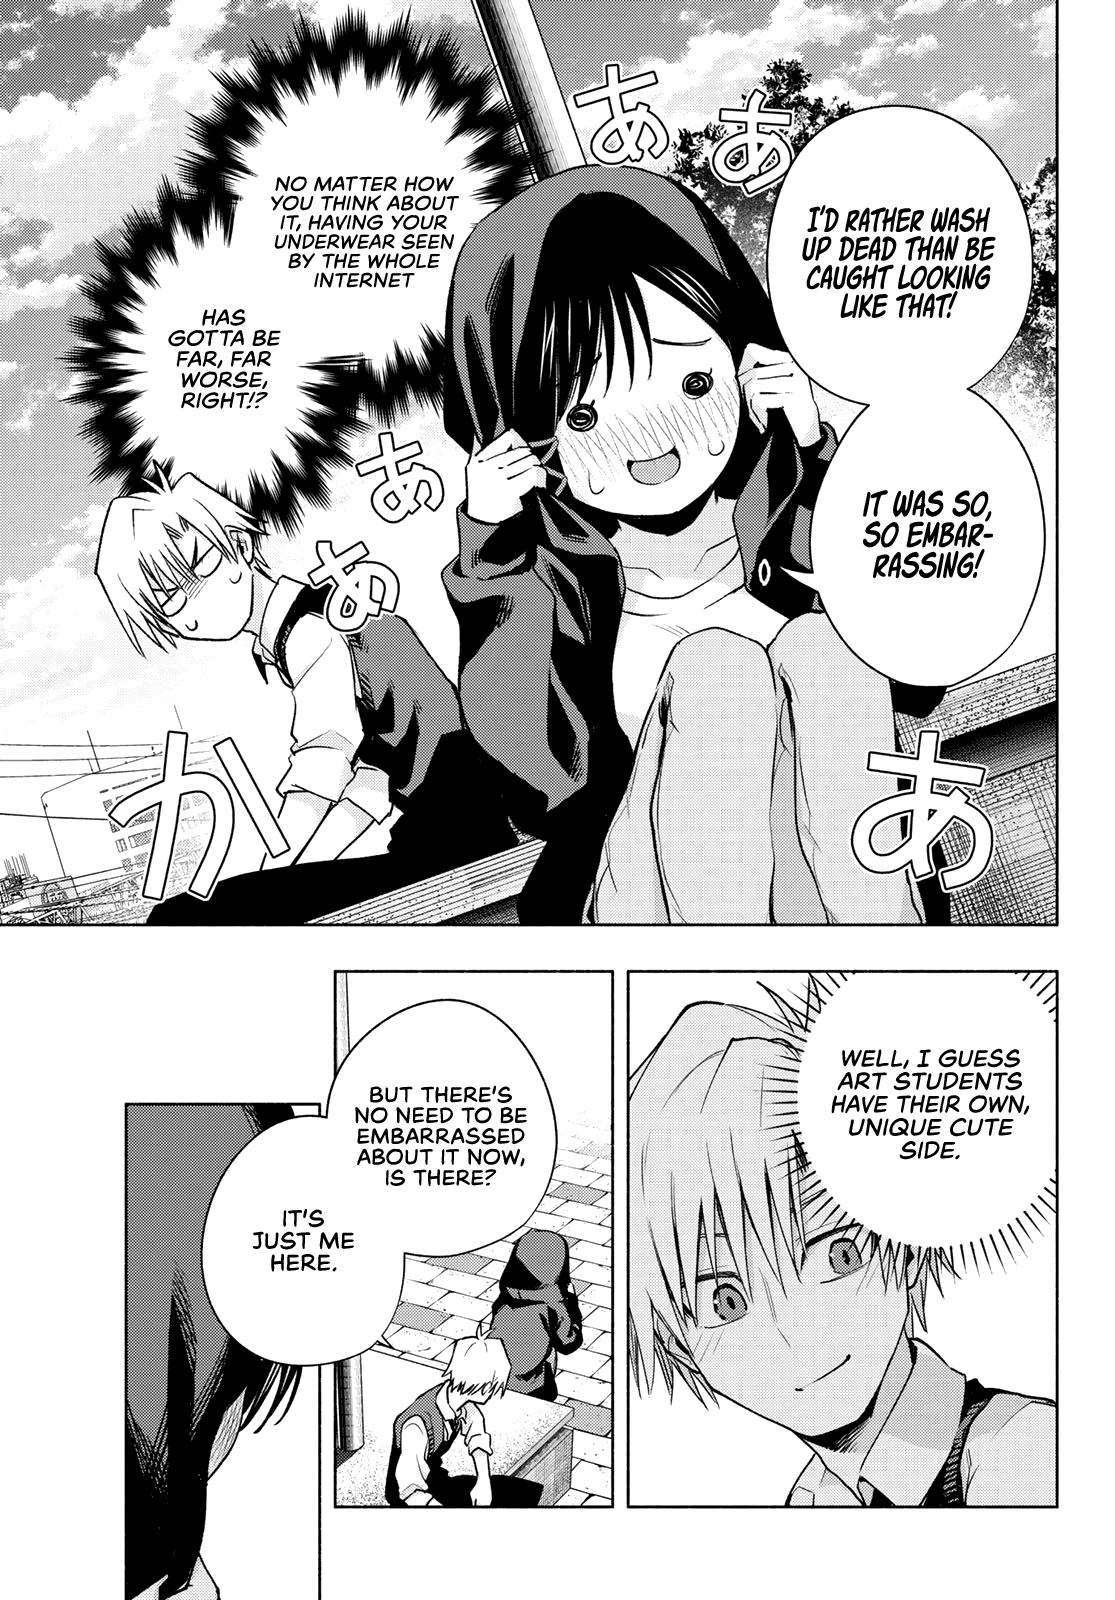 I'D RATHER WASH
UP DEAD THAN BE
CAUGHT LOOKING
LIKE THAT!
IT WAS SO,
SO EMBAR-
RASSING!
NO MATTER HOW
YOU THINK ABOUT
IT, HAVING YOUR
UNDERWEAR SEEN
BY THE WHOLE
INTERNET
HAS
GOTTA BE
FAR, FAR
WORSE,
RIGHT!?
か
あ
あ
あ
あ
あ
WELL, I GUESS
ART STUDENTS
HAVE THEIR OWN,
UNIQUE CUTE
SIDE.
BUT THERE'S
NO NEED TO BE
EMBARRASSED
ABOUT IT NOW,
IS THERE?
IT'S
JUST ME
HERE.